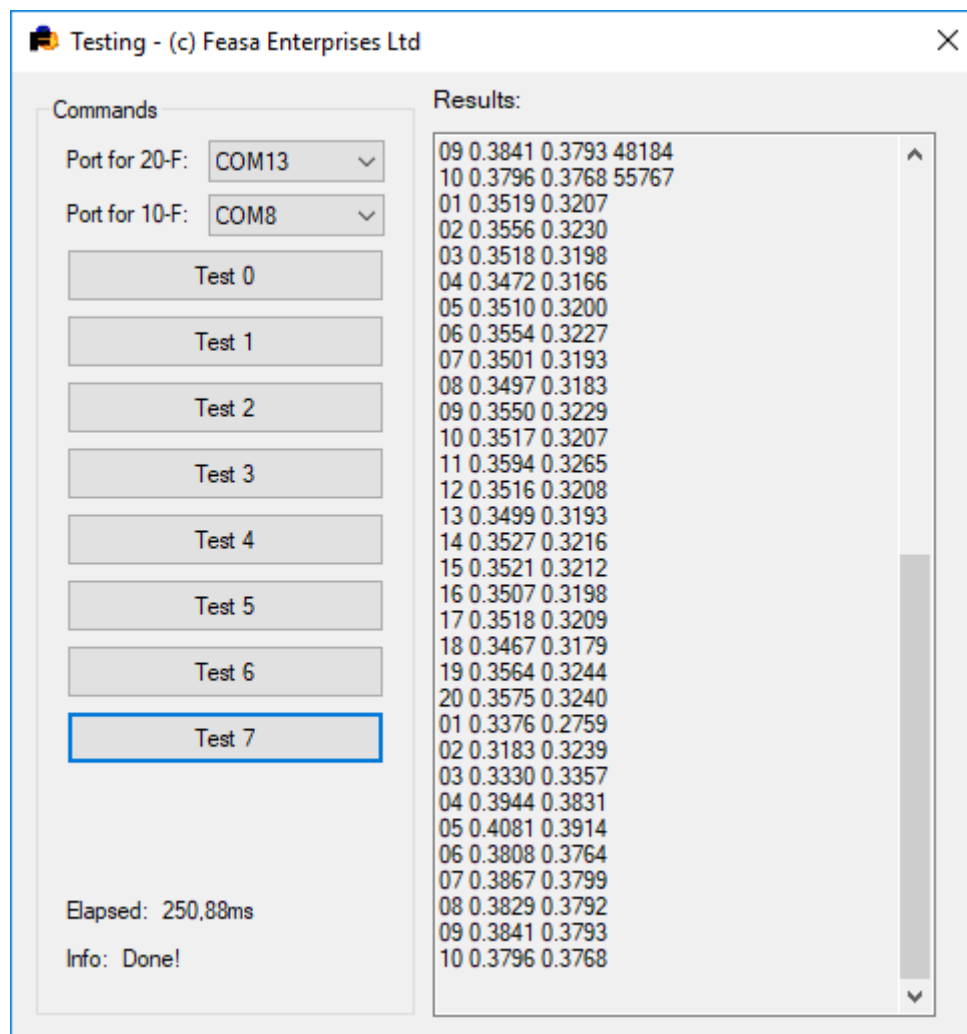 Testing - (c) Feasa Enterprises Ltd
Commands
Port for 20-F: COM13
Port for 10-F: COM8
Test 0
Test 1
Test 2
Test 3
Test 4
Test 5
Test 6
Test 7
Elapsed: 250,88ms
Info: Done!
Results:
09 0.3841 0.3793 48184
10 0.3796 0.3768 55767
01 0.3519 0.3207
02 0.3556 0.3230
03 0.3518 0.3198
04 0.3472 0.3166
05 0.3510 0.3200
06 0.3554 0.3227
07 0.3501 0.3193
08 0.3497 0.3183
09 0.3550 0.3229
10 0.3517 0.3207
11 0.3594 0.3265
12 0.3516 0.3208
13 0.3499 0.3193
14 0.3527 0.3216
15 0.3521 0.3212
16 0.3507 0.3198
17 0.3518 0.3209
18 0.3467 0.3179
19 0.3564 0.3244
20 0.3575 0.3240
01 0.3376 0.2759
02 0.3183 0.3239
03 0.3330 0.3357
04 0.3944 0.3831
05 0.4081 0.3914
06 0.3808 0.3764
07 0.3867 0.3799
08 0.3829 0.3792
09 0.3841 0.3793
10 0.3796 0.3768